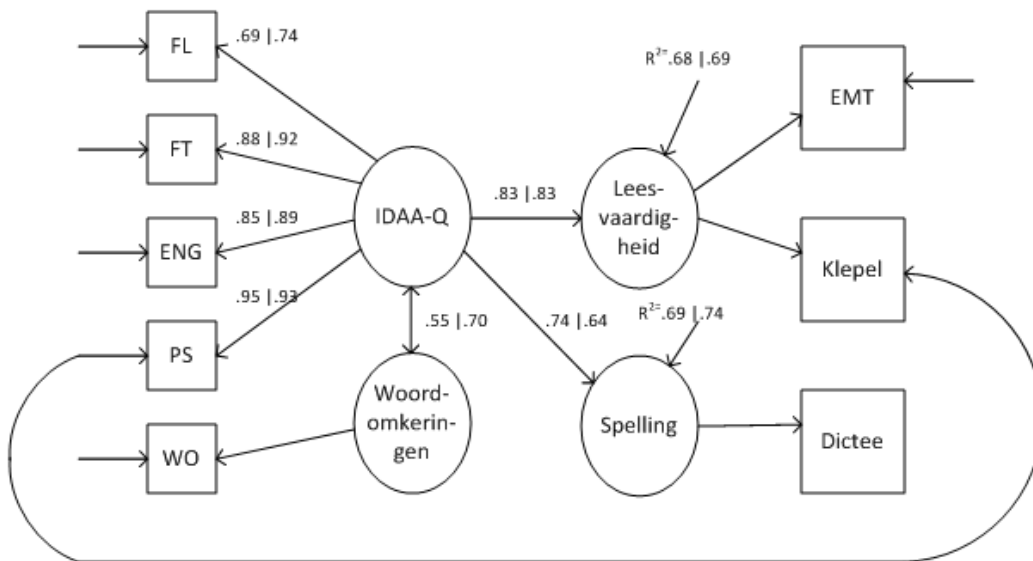 FL
.69 |.74
R²=.68 |.69
EMT
FT
.88 |.92
IDAA-Q
.83 |.83
Lees-
vaardig-
heid
.85 |.89
ENG
Klepel
.95 |.93
.55 |.70
.74 |.64
R²=.69 |.74
PS
Woord-
omkerin-
gen
Spelling
Dictee
WO